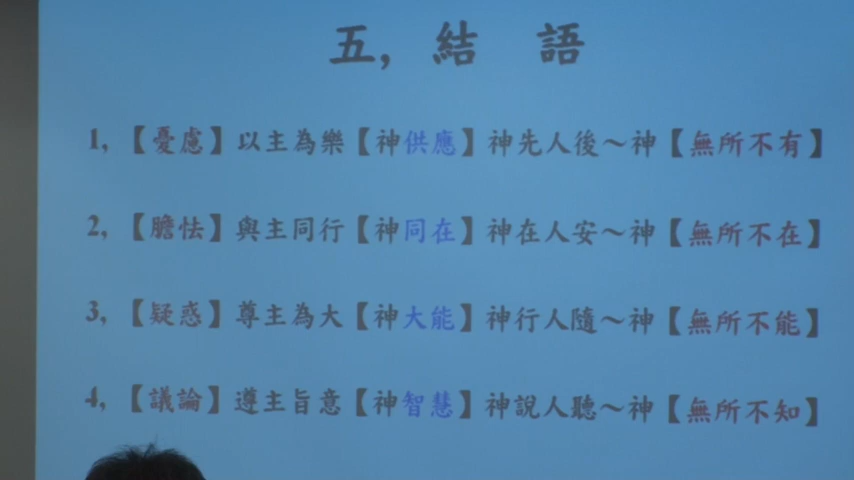 五, 結 語
1, 【憂慮】以主為樂【神供應】神先人後～神【無所不有】
2, 【膽怯】與主同行【神同在】神在人安～神【無所不在】
3, 【疑惑】尊主為大【神大能】神行人隨～神【無所不能】
4, 【議論】遵主旨意【神智慧】神說人聽～神【無所不知】